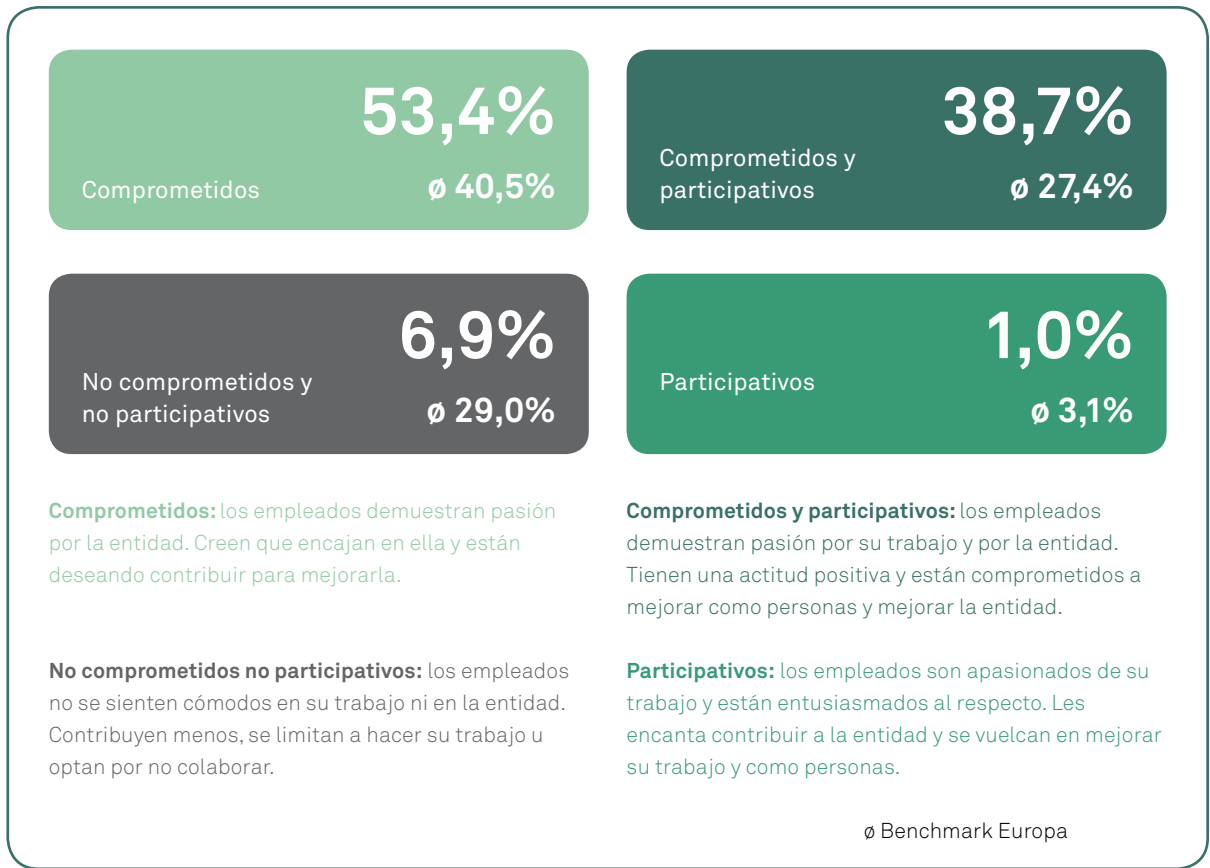 53,4%
Comprometidos
ø 40,5%
38,7%
Comprometidos y
participativos
ø 27,4%
6,9%
No comprometidos y
no participativos
ø 29,0%
1,0%
Participativos
ø 3,1%
Comprometidos: los empleados demuestran pasión
por la entidad. Creen que encajan en ella y están
deseando contribuir para mejorarla.
Comprometidos y participativos: los empleados
demuestran pasión por su trabajo y por la entidad.
Tienen una actitud positiva y están comprometidos a
mejorar como personas y mejorar la entidad.
No comprometidos no participativos: los empleados
no se sienten cómodos en su trabajo ni en la entidad.
Contribuyen menos, se limitan a hacer su trabajo u
optan por no colaborar.
Participativos: los empleados son apasionados de su
trabajo y están entusiasmados al respecto. Les
encanta contribuir a la entidad y se vuelcan en mejorar
su trabajo y como personas.
ø Benchmark Europa